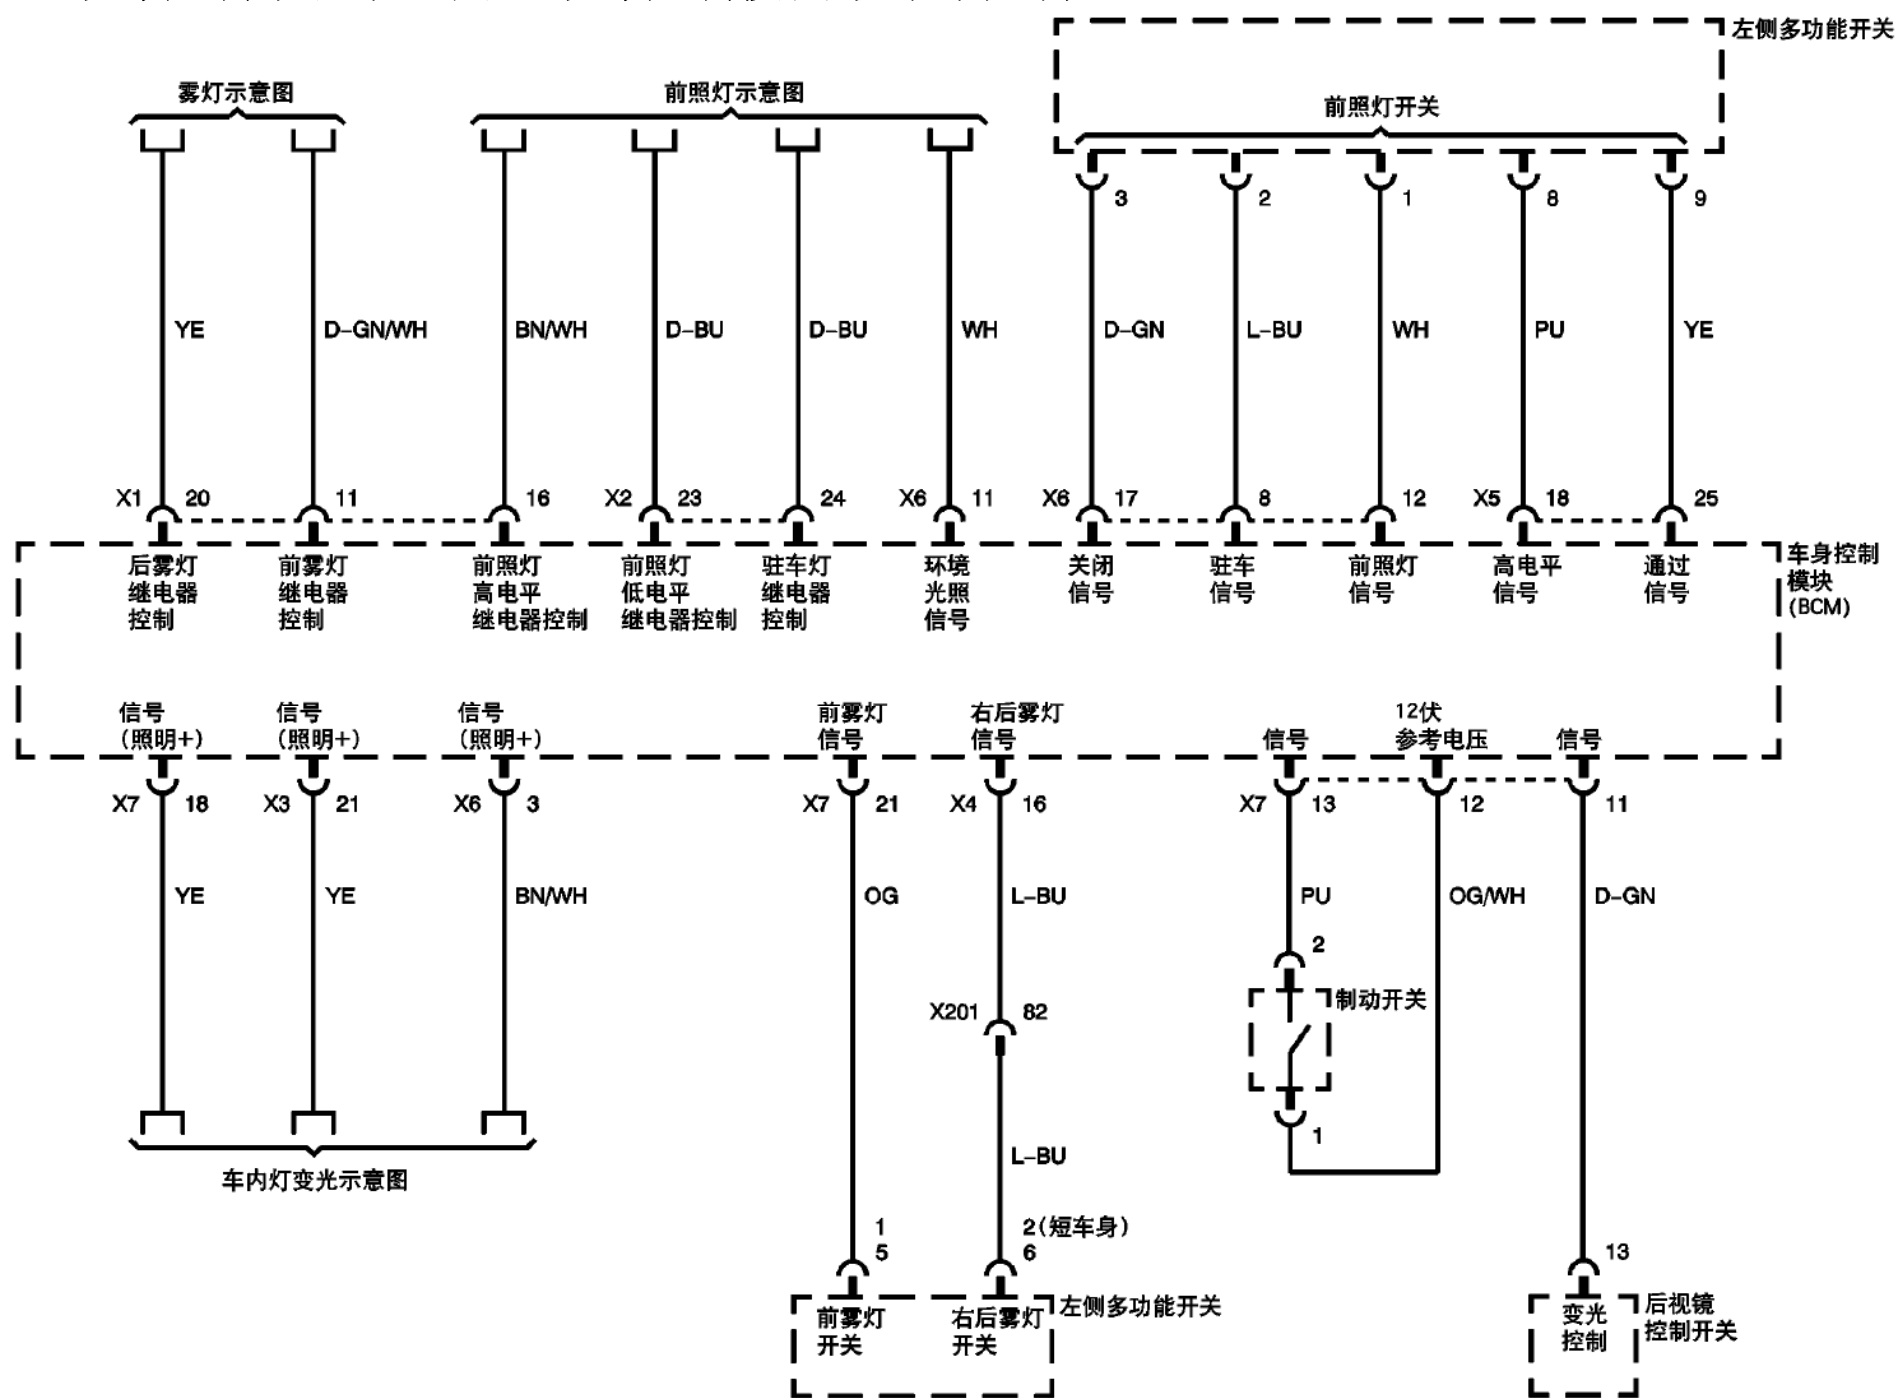 左侧多功能开关
雾灯示意图
前照灯示意图
前照灯开关
3
2
1
8
9
YE
D-GN/WH
BN/WH
D-BU
D-BU
WH
D-GN
L-BU
WH
PU
YE
X1
20
11
16
X2
23
24
X6
11
X6
17
8
12
X5
18
25
后雾灯
继电器
控制
前雾灯
继电器
控制
前照灯
高电平
继电器控制
前照灯
低电平
继电器控制
驻车灯
继电器
控制
环境
光照
信号
关闭
信号
驻车
信号
前照灯
信号
高电平
信号
通过
信号
车身控制
模块
(BCM)
信号
(照明+)
信号
(照明+)
信号
(照明+)
前雾灯
信号
右后雾灯
信号
信号
12伏
参考电压
信号
X7
18
X3
21
X6
3
X7
21
X4
16
X7
13
12
11
YE
YE
BN/WH
OG
L-BU
PU
OG/WH
D-GN
2
制动开关
X201
82
1
L-BU
车内灯变光示意图
1
5
2(短车身)
6
13
前雾灯
开关
右后雾灯
开关
左侧多功能开关
变光
控制
后视镜
控制开关